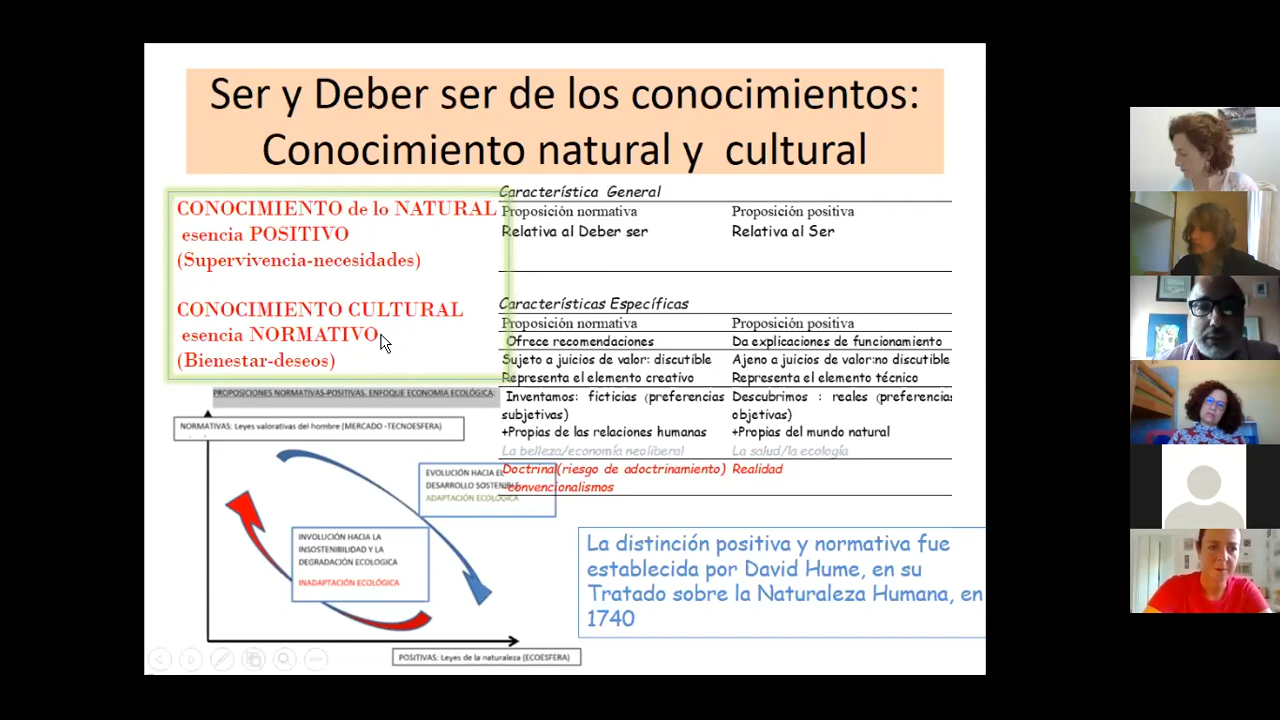 Ser y Deber ser de los conocimientos:
Conocimiento natural y cultural
CONOCIMIENTO de lo NATURAL
esencia POSITIVO
(Supervivencia-necesidades)
CONOCIMIENTO CULTURAL
esencia NORMATIVO
(Bienestar-deseos)
Característica General
Proposición normativa Proposición positiva
Relativa al Deber ser Relativa al Ser
Características Específicas
Proposición normativa Proposición positiva
Ofrece recomendaciones Da explicaciones de funcionamiento
Sujeto a juicios de valor: discutible Ajeno a juicios de valor:no discutible
Representa el elemento creativo Representa el elemento técnico
Inventamos: ficticias (preferencias Descubrimos : reales (preferencias
subjetivas) objetivas)
+Propias de las relaciones humanas +Propias del mundo natural
La belleza/economía neoliberal La salud/la ecología
Doctrina(riesgo de adoctrinamiento) Realidad
convencionalismos
PROPOSICIONES NORMATIVAS-POSITIVAS. ENFOQUE ECONOMIA ECOLÓGICA.
NORMATIVAS: Leyes valorativas del hombre (MERCADO -TECNOESFERA)
EVOLUCIÓN HACIA EL
DESARROLLO SOSTENIBLE
ADAPTACIÓN ECOLÓGICA
INVOLUCIÓN HACIA LA
INSOSTENIBILIDAD Y LA
DEGRADACIÓN ECOLOGICA
INADAPTACIÓN ECOLÓGICA
POSITIVAS: Leyes de la naturaleza (ECOESFERA)
La distinción positiva y normativa fue
establecida por David Hume, en su
Tratado sobre la Naturaleza Humana, en
1740